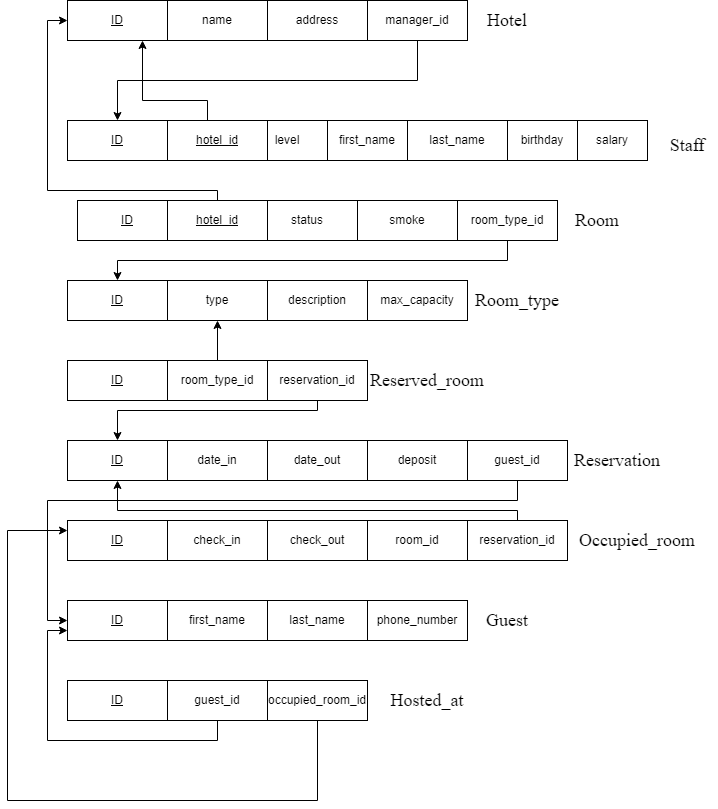 ID name address manager_id Hotel
ID hotel_id level first_name last_name birthday salary Staff
ID hotel_id status smoke room_type_id Room
ID type description max_capacity Room_type
ID room_type_id reservation_id Reserved_room
ID date_in date_out deposit guest_id Reservation
ID check_in check_out room_id reservation_id Occupied_room
ID first_name last_name phone_number Guest
ID guest_id occupied_room_id Hosted_at